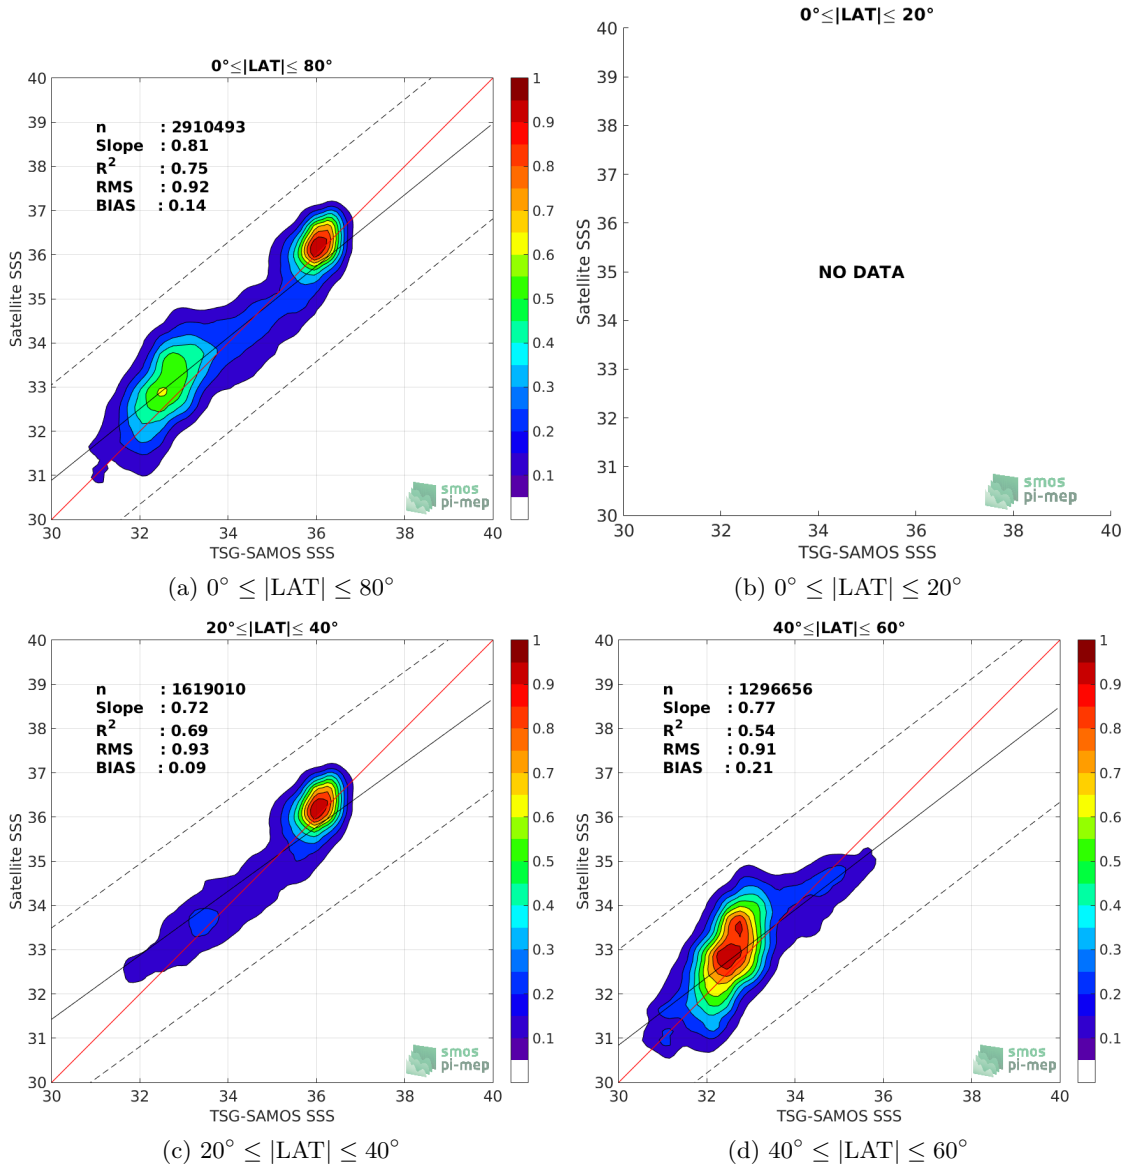 0°≤|LAT|≤ 80°
n : 2910493
Slope : 0.81
R² : 0.75
RMS : 0.92
BIAS : 0.14
Satellite SSS
40
39
38
37
36
35
34
33
32
31
30
30 32 34 36 38 40
TSG-SAMOS SSS
1
0.9
0.8
0.7
0.6
0.5
0.4
0.3
0.2
0.1
smos
pi-mep
(a) 0° ≤ |LAT| ≤ 80°
0°≤|LAT|≤ 20°
Satellite SSS
40
39
38
37
36
35
34
33
32
31
30
NO DATA
smos
pi-mep
30 32 34 36 38 40
TSG-SAMOS SSS
(b) 0° ≤ |LAT| ≤ 20°
20°≤|LAT|≤ 40°
n : 1619010
Slope : 0.72
R² : 0.69
RMS : 0.93
BIAS : 0.09
Satellite SSS
40
39
38
37
36
35
34
33
32
31
30
30 32 34 36 38 40
TSG-SAMOS SSS
1
0.9
0.8
0.7
0.6
0.5
0.4
0.3
0.2
0.1
smos
pi-mep
(c) 20° ≤ |LAT| ≤ 40°
40°≤|LAT|≤ 60°
n : 1296656
Slope : 0.77
R² : 0.54
RMS : 0.91
BIAS : 0.21
Satellite SSS
40
39
38
37
36
35
34
33
32
31
30
30 32 34 36 38 40
TSG-SAMOS SSS
1
0.9
0.8
0.7
0.6
0.5
0.4
0.3
0.2
0.1
smos
pi-mep
(d) 40° ≤ |LAT| ≤ 60°